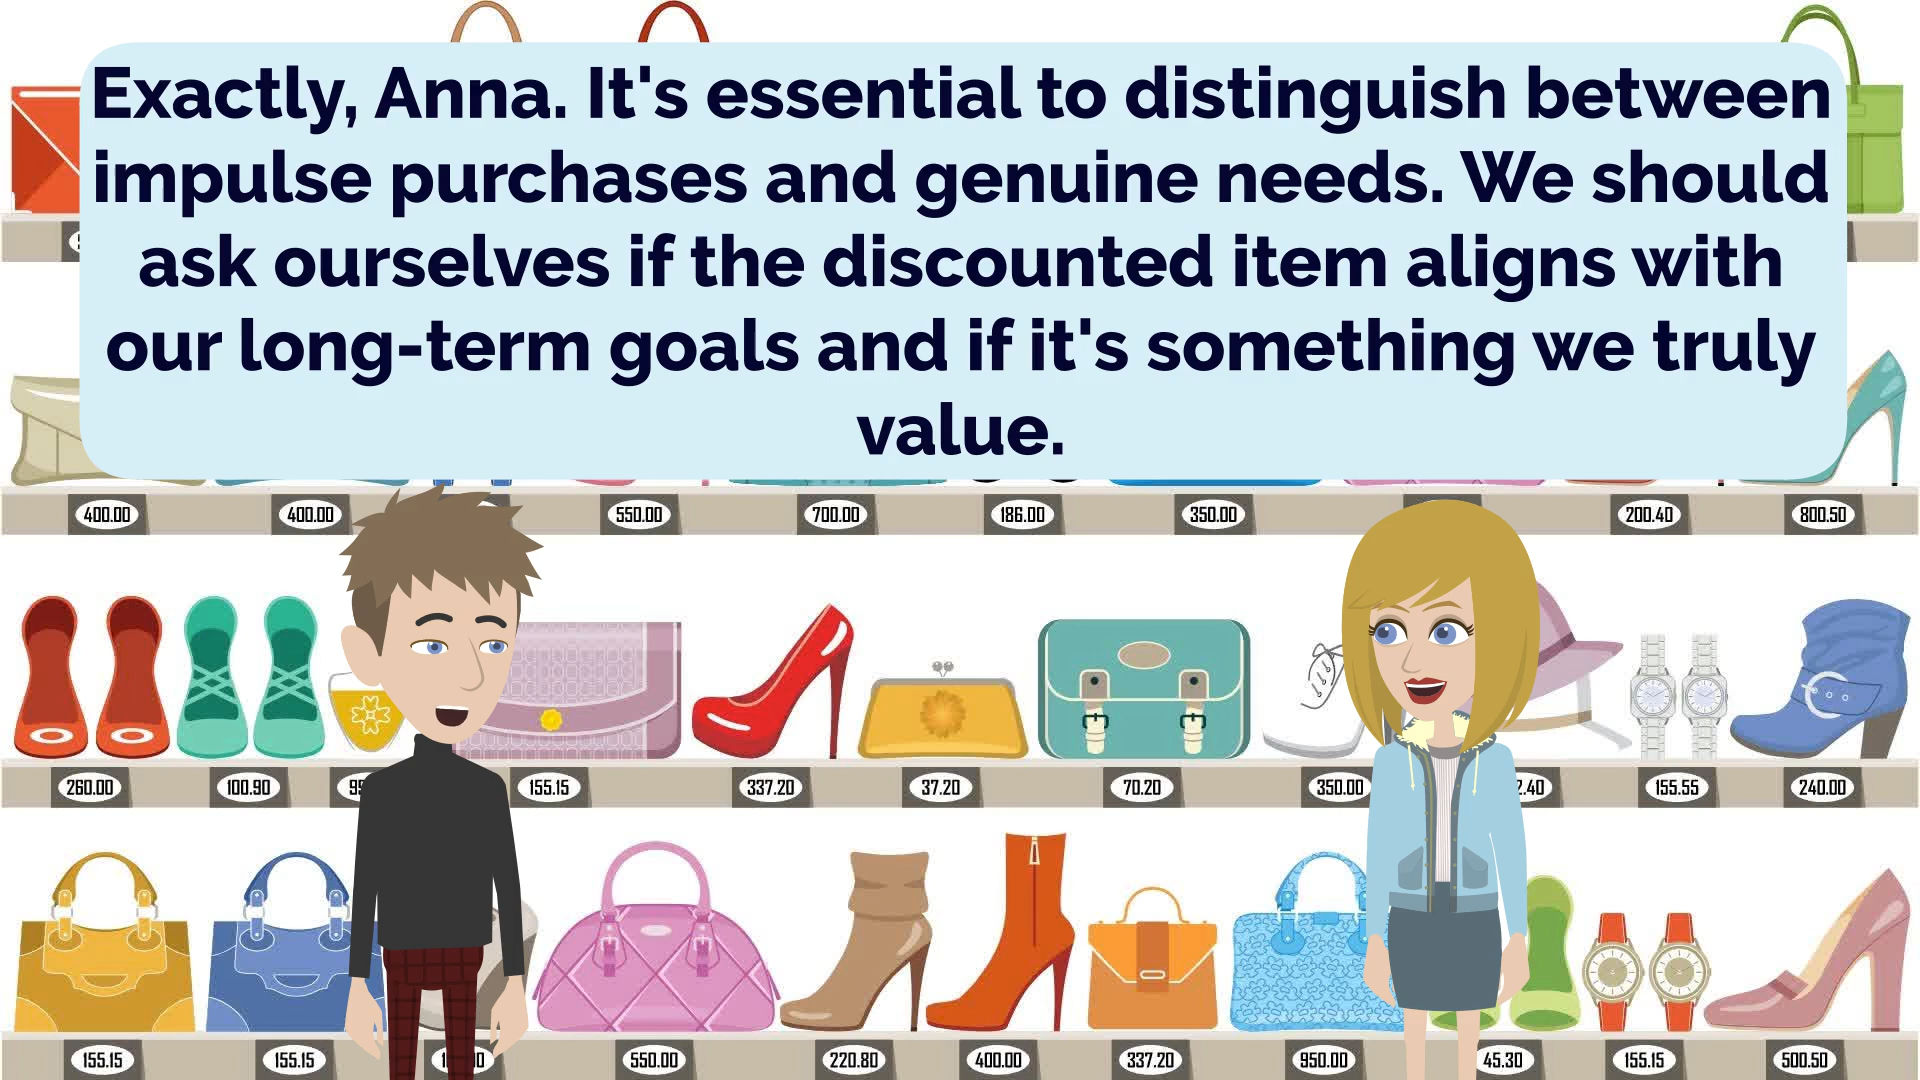 Exactly, Anna. It's essential to distinguish between
impulse purchases and genuine needs. We should
ask ourselves if the discounted item aligns with
our long-term goals and if it's something we truly
value.
400.00 400.00 550.00 700.00 186.00 350.00 200.40 800.50
260.00 100.90 155.15 337.20 37.20 70.20 350.00 155.55 240.00
155.15 155.15 550.00 220.80 400.00 337.20 950.00 45.30 155.15 500.50